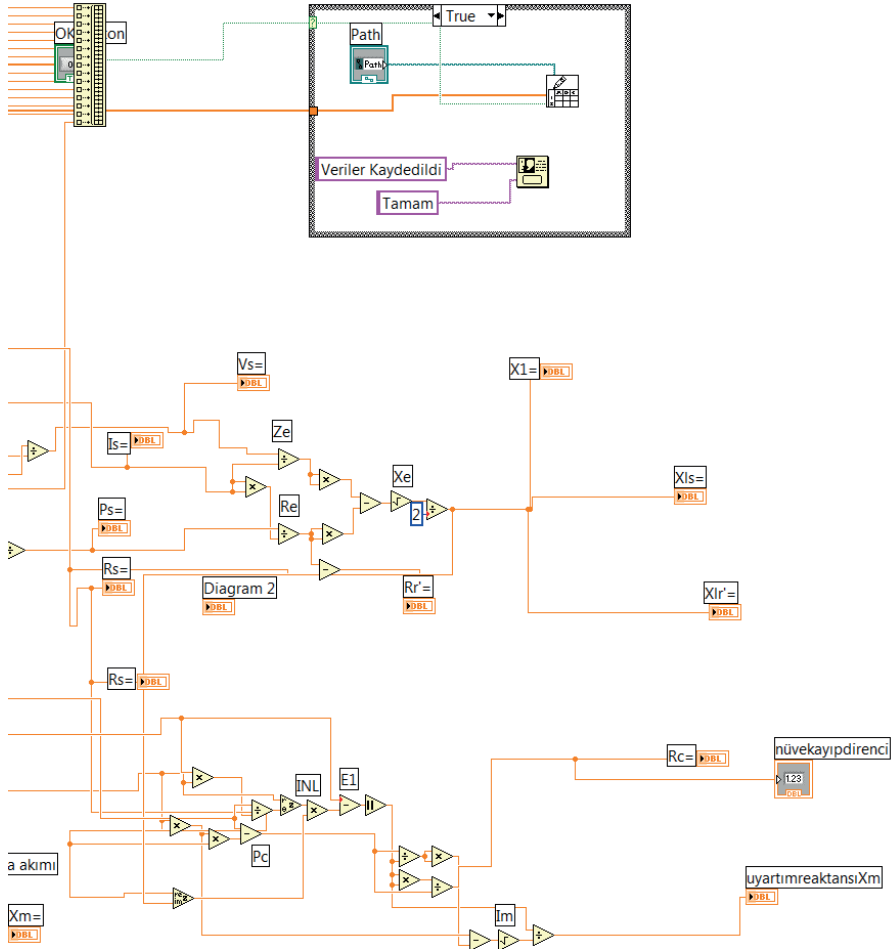 OK
on
True
Path
Path
Veriler Kaydedildi
Tamam
Vs=
DBL
X1=
DBL
Is=
DBL
Ze
Xe
Xls=
DBL
2
Ps=
DBL
Re
Rs=
DBL
Diagram 2
DBL
Rr'=
DBL
Xlr'=
DBL
Rs=
DBL
Rc=
DBL
nüvekayıpdirenci
1.23
DBL
INL
E1
Pc
a akımı
uyartımreaktansıXm
DBL
Xm=
DBL
Im